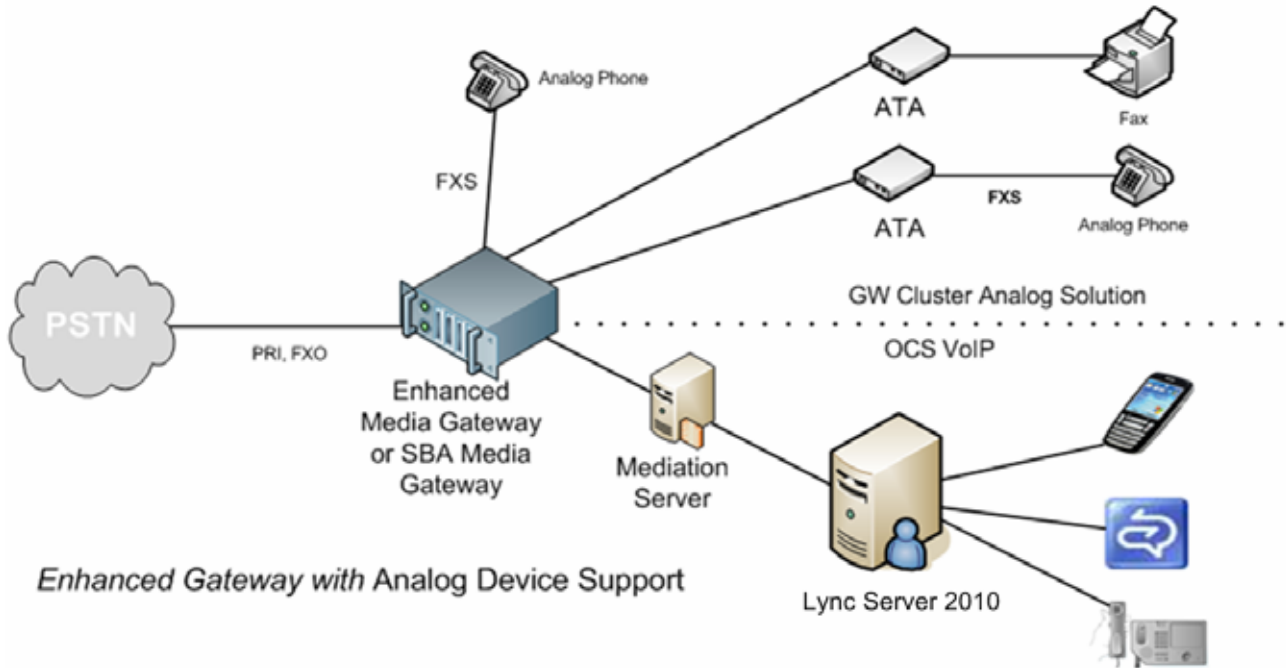 Analog Phone
ATA
Fax
FXS
FXS
ATA
Analog Phone
PSTN
GW Cluster Analog Solution
PRI, FXO
OCS VoIP
Enhanced
Media Gateway
or SBA Media
Gateway
Mediation
Server
Enhanced Gateway with Analog Device Support
Lync Server 2010